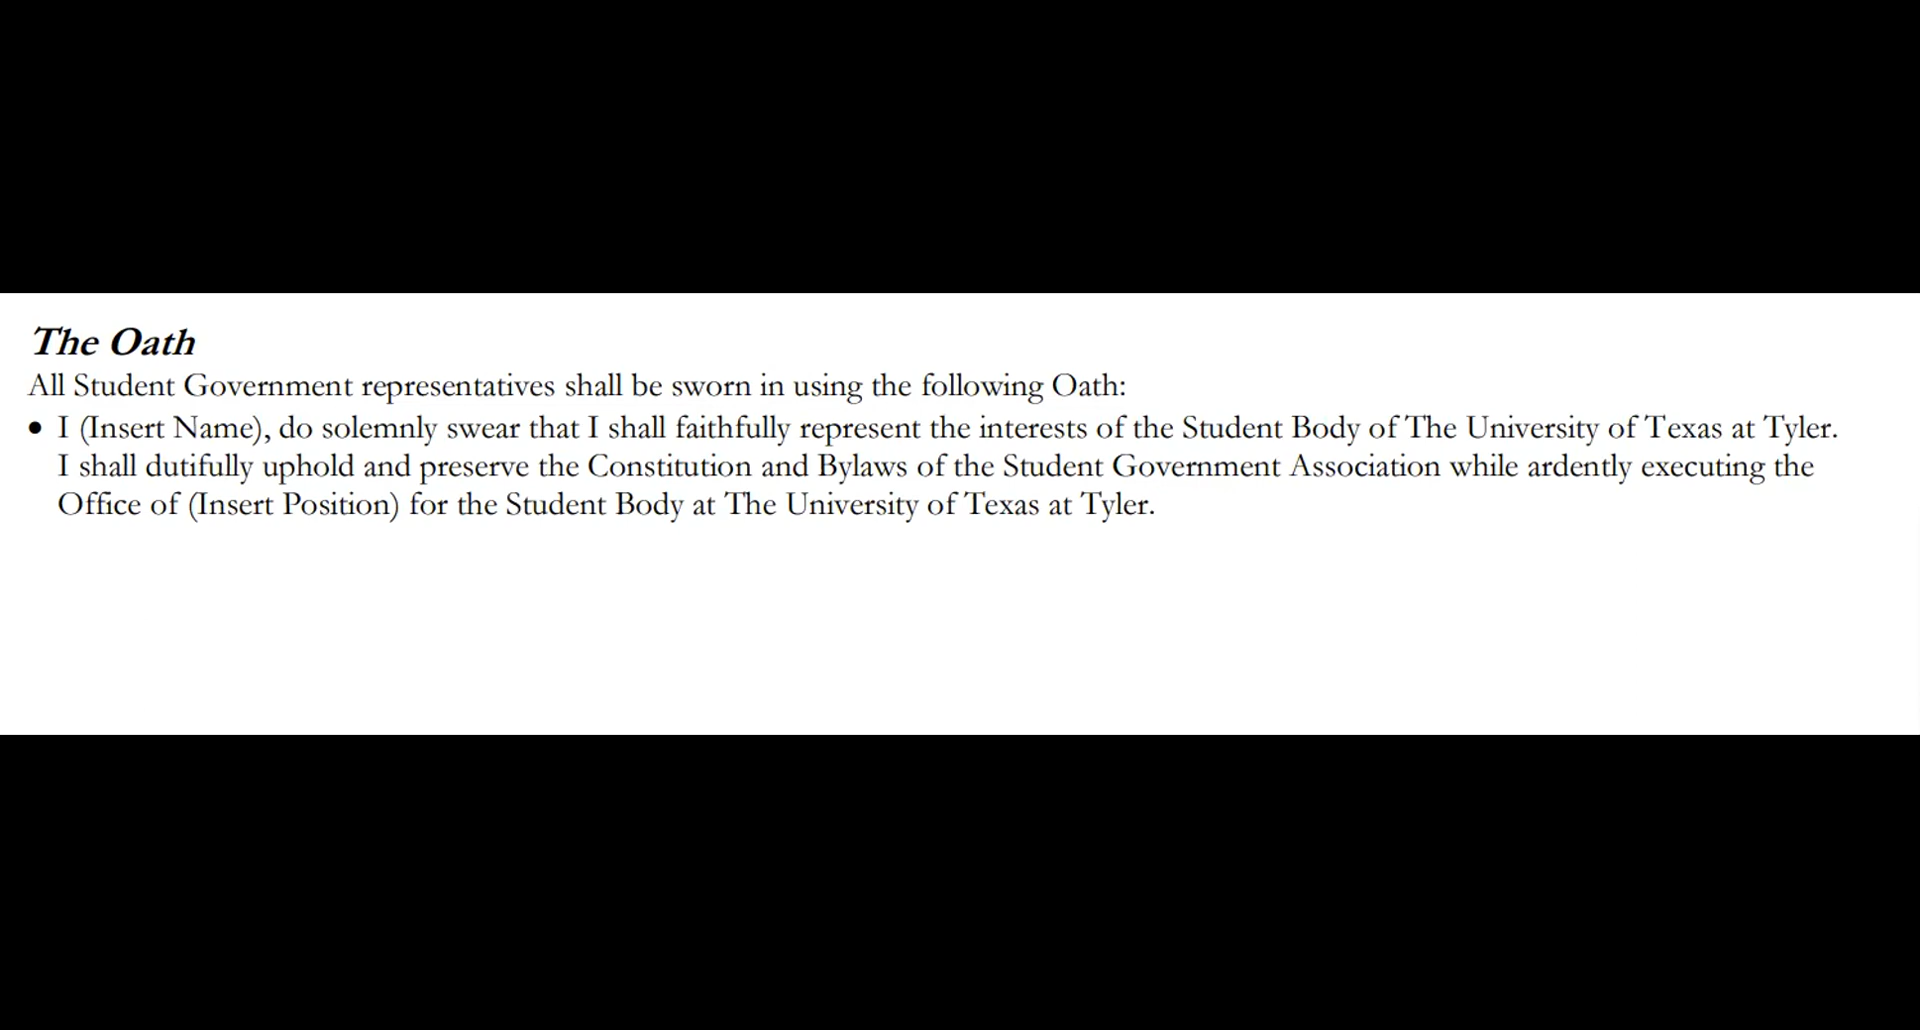 The Oath
All Student Government representatives shall be sworn in using the following Oath:
• I (Insert Name), do solemnly swear that I shall faithfully represent the interests of the Student Body of The University of Texas at Tyler.
I shall dutifully uphold and preserve the Constitution and Bylaws of the Student Government Association while ardently executing the
Office of (Insert Position) for the Student Body at The University of Texas at Tyler.